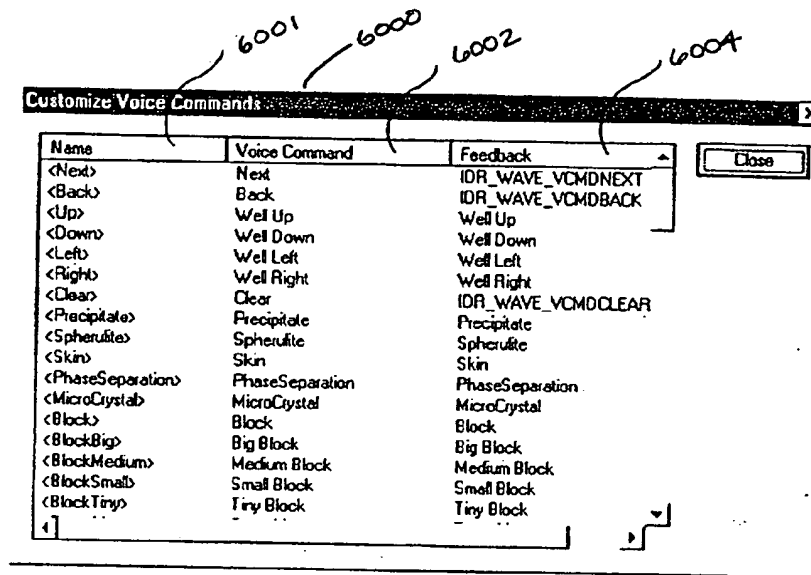 6001 6000 6002 6004
Customize Voice Commands
Name Voice Command Feedback Close
<Next> Next IDR_WAVE_VCMDNEXT
<Back> Back IDR_WAVE_VCMDBACK
<Up> Well Up Well Up
<Down> Well Down Well Down
<Left> Well Left Well Left
<Right> Well Right Well Right
<Clear> Clear IDR_WAVE_VCMDCLEAR
<Precipitate> Precipitate Precipitate
<Spherulite> Spherulite Spherulite
<Skin> Skin Skin
<PhaseSeparation> PhaseSeparation PhaseSeparation
<MicroCrystal> MicroCrystal MicroCrystal
<Block> Block Block
<BlockBig> Big Block Big Block
<BlockMedium> Medium Block Medium Block
<BlockSmall> Small Block Small Block
<BlockTiny> Tiny Block Tiny Block